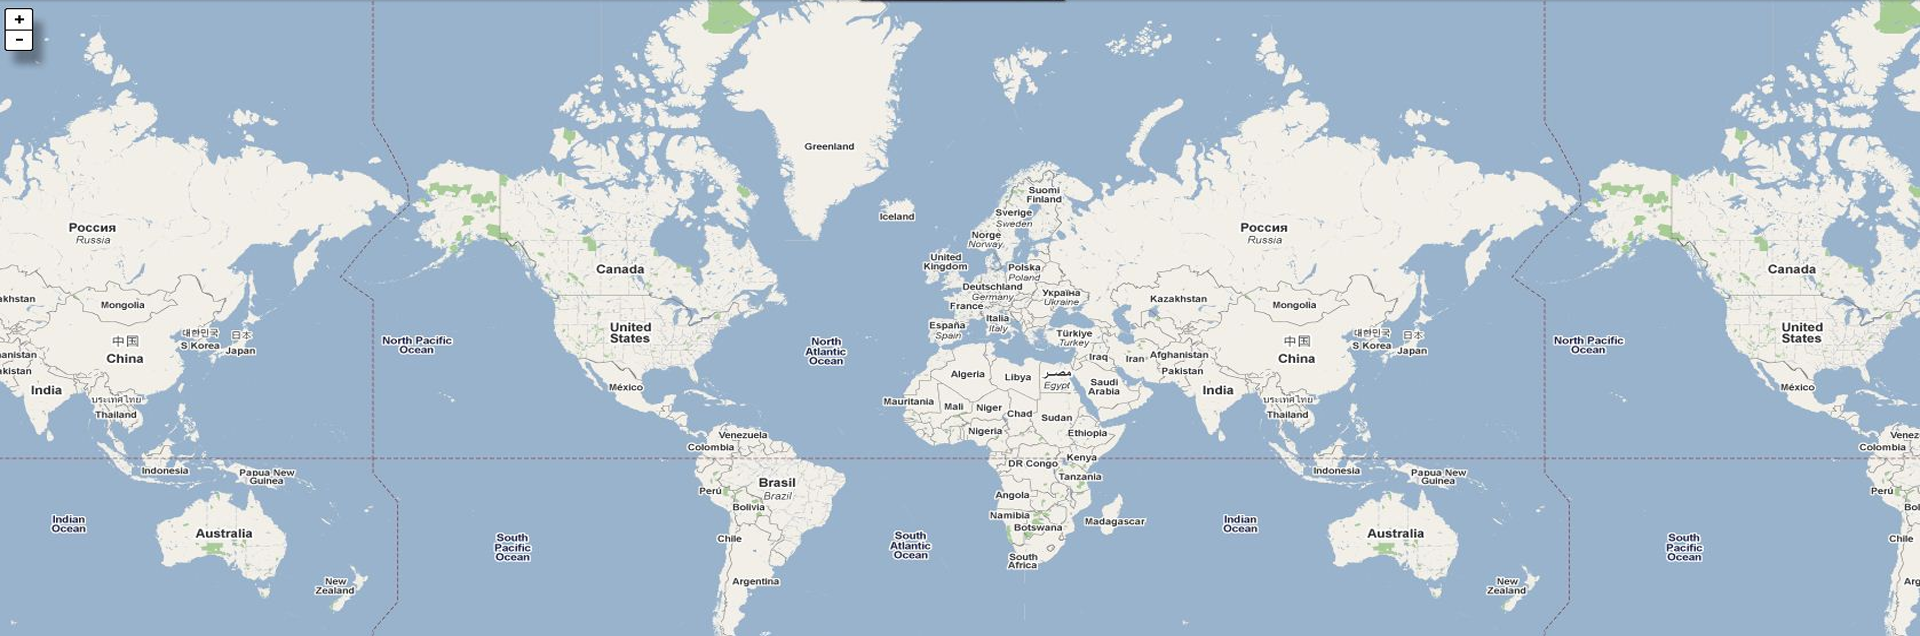 +
-
Greenland
Suomi
Finland
Iceland
Sverige
Sweden
Norge
Norway
Россия
Russia
Россия
Russia
United
Kingdom
Polska
Poland
Canada
Canada
Deutschland
Germany
Україна
Ukraine
akhstan
Mongolia
Kazakhstan
Mongolia
France
Italia
Italy
España
Spain
Türkiye
Turkey
United
States
United
States
대한민국
S Korea
日本
Japan
대한민국
S Korea
日本
Japan
North Pacific
Ocean
North
Atlantic
Ocean
North Pacific
Ocean
中国
China
中国
China
anistan
akistan
Iraq
Iran
Afghanistan
Pakistan
Algeria
Libya
مصر
Egypt
Saudi
Arabia
India
India
México
México
ประเทศไทย
Thailand
ประเทศไทย
Thailand
Mauritania
Mali
Niger
Chad
Sudan
Nigeria
Ethiopia
Venezuela
Colombia
Venez
Colombia
Kenya
DR Congo
Tanzania
Indonesia
Papua New
Guinea
Indonesia
Papua New
Guinea
Brasil
Brazil
Perú
Bolivia
Perú
Bol
Angola
Namibia
Botswana
Madagascar
Indian
Ocean
Indian
Ocean
Australia
Australia
Chile
Chile
South
Pacific
Ocean
South
Atlantic
Ocean
South
Pacific
Ocean
South
Africa
New
Zealand
Argentina
New
Zealand
Arg